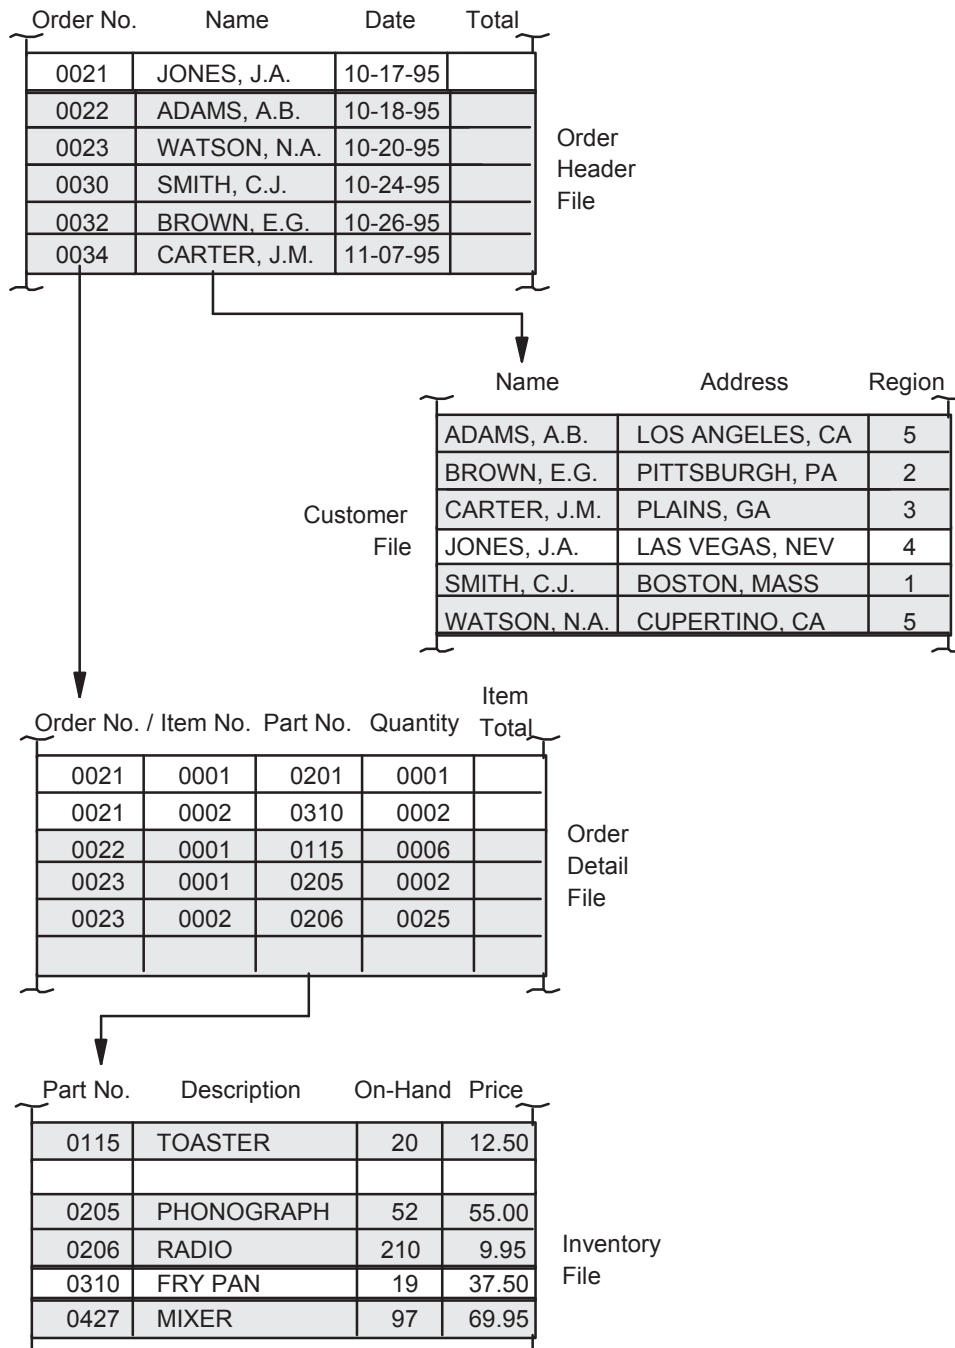 Order No. Name Date Total
0021 JONES, J.A. 10-17-95
0022 ADAMS, A.B. 10-18-95
0023 WATSON, N.A. 10-20-95
0030 SMITH, C.J. 10-24-95
0032 BROWN, E.G. 10-26-95
0034 CARTER, J.M. 11-07-95
Order
Header
File
Name Address Region
ADAMS, A.B. LOS ANGELES, CA 5
BROWN, E.G. PITTSBURGH, PA 2
CARTER, J.M. PLAINS, GA 3
JONES, J.A. LAS VEGAS, NEV 4
SMITH, C.J. BOSTON, MASS 1
WATSON, N.A. CUPERTINO, CA 5
Customer
File
Order No. / Item No. Part No. Quantity Item
Total
0021 0001 0201 0001
0021 0002 0310 0002
0022 0001 0115 0006
0023 0001 0205 0002
0023 0002 0206 0025
Order
Detail
File
Part No. Description On-Hand Price
0115 TOASTER 20 12.50
0205 PHONOGRAPH 52 55.00
0206 RADIO 210 9.95
0310 FRY PAN 19 37.50
0427 MIXER 97 69.95
Inventory
File